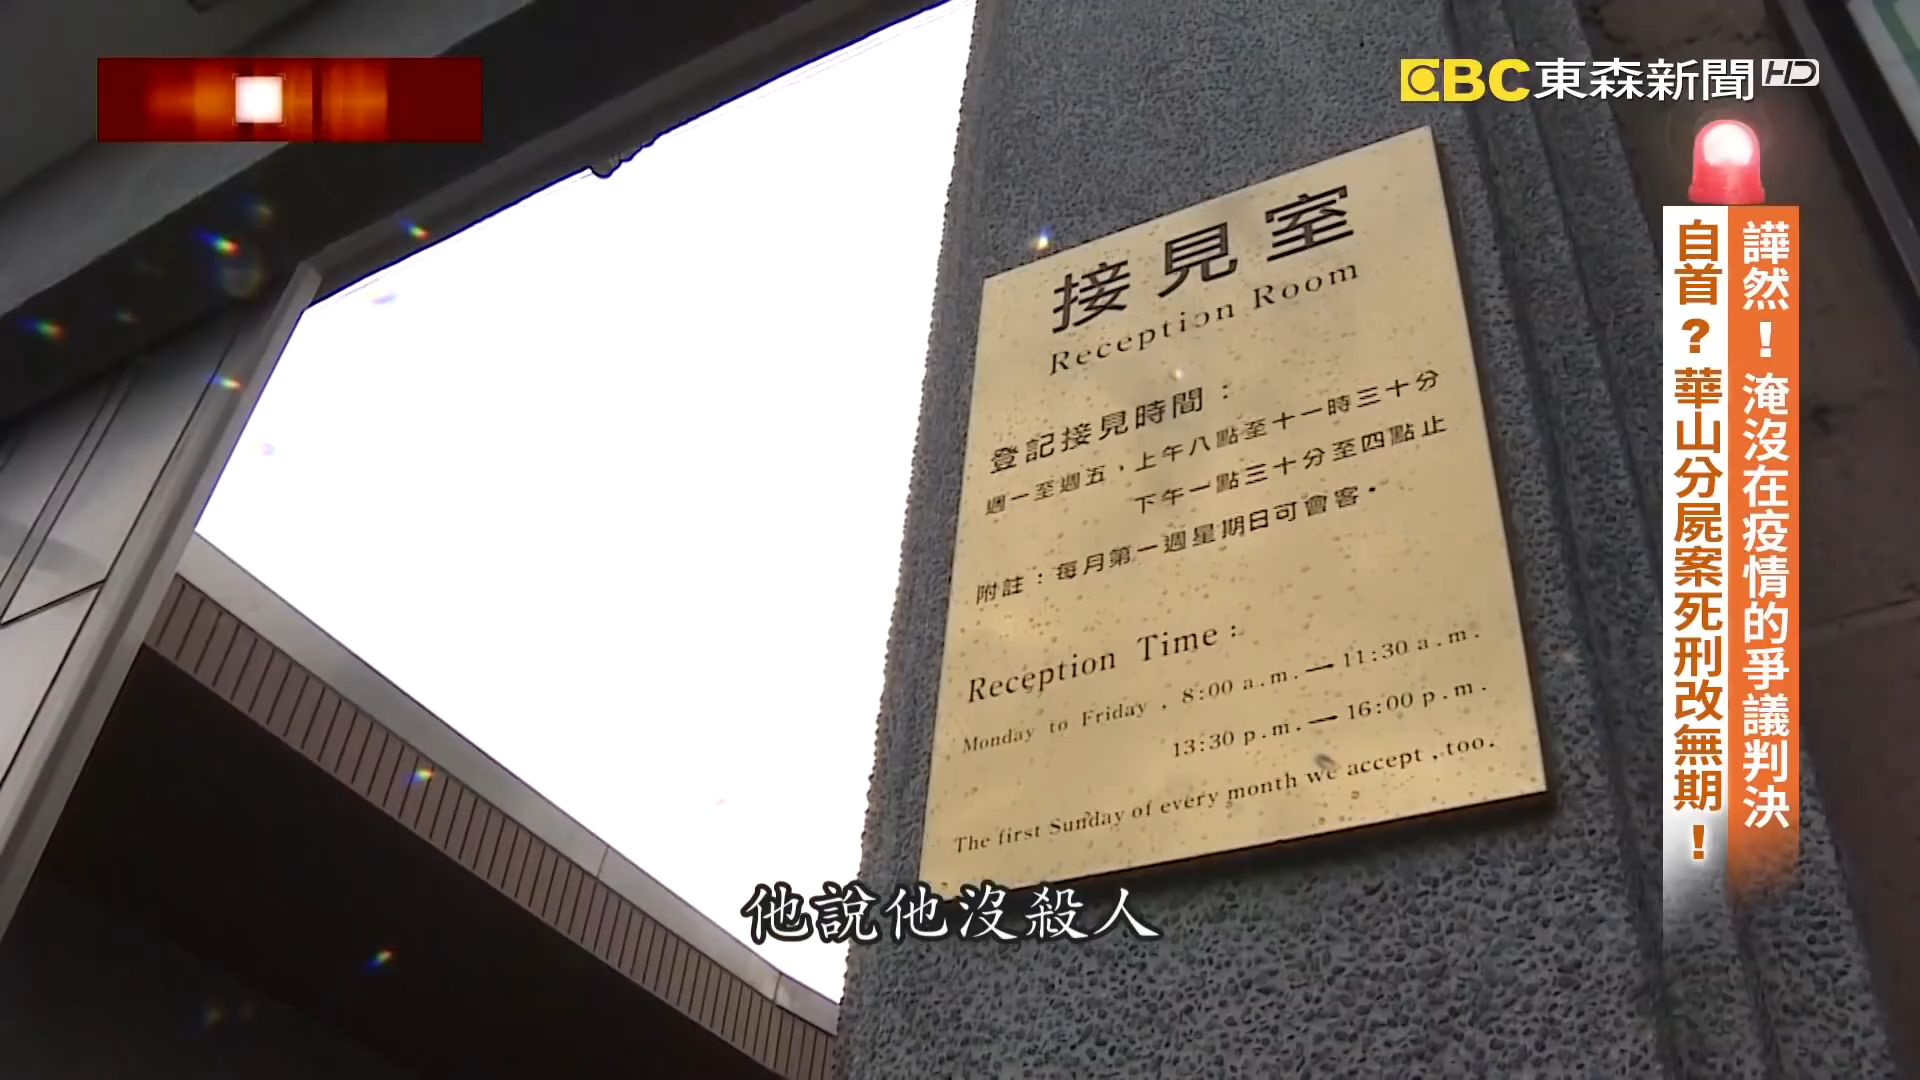 EBC東森新聞HD
譁然！淹沒在疫情的爭議判決
自首？華山分屍案死刑改無期！
接見室
Reception Room
登記接見時間：
週一至週五，上午八點至十一時三十分
下午一點三十分至四點止
附註：每月第一週星期日可會客。
Reception Time：
Monday to Friday , 8:00 a.m. — 11:30 a.m.
13:30 p.m. — 16:00 p.m.
The first Sunday of every month we accept , too.
他說他沒殺人